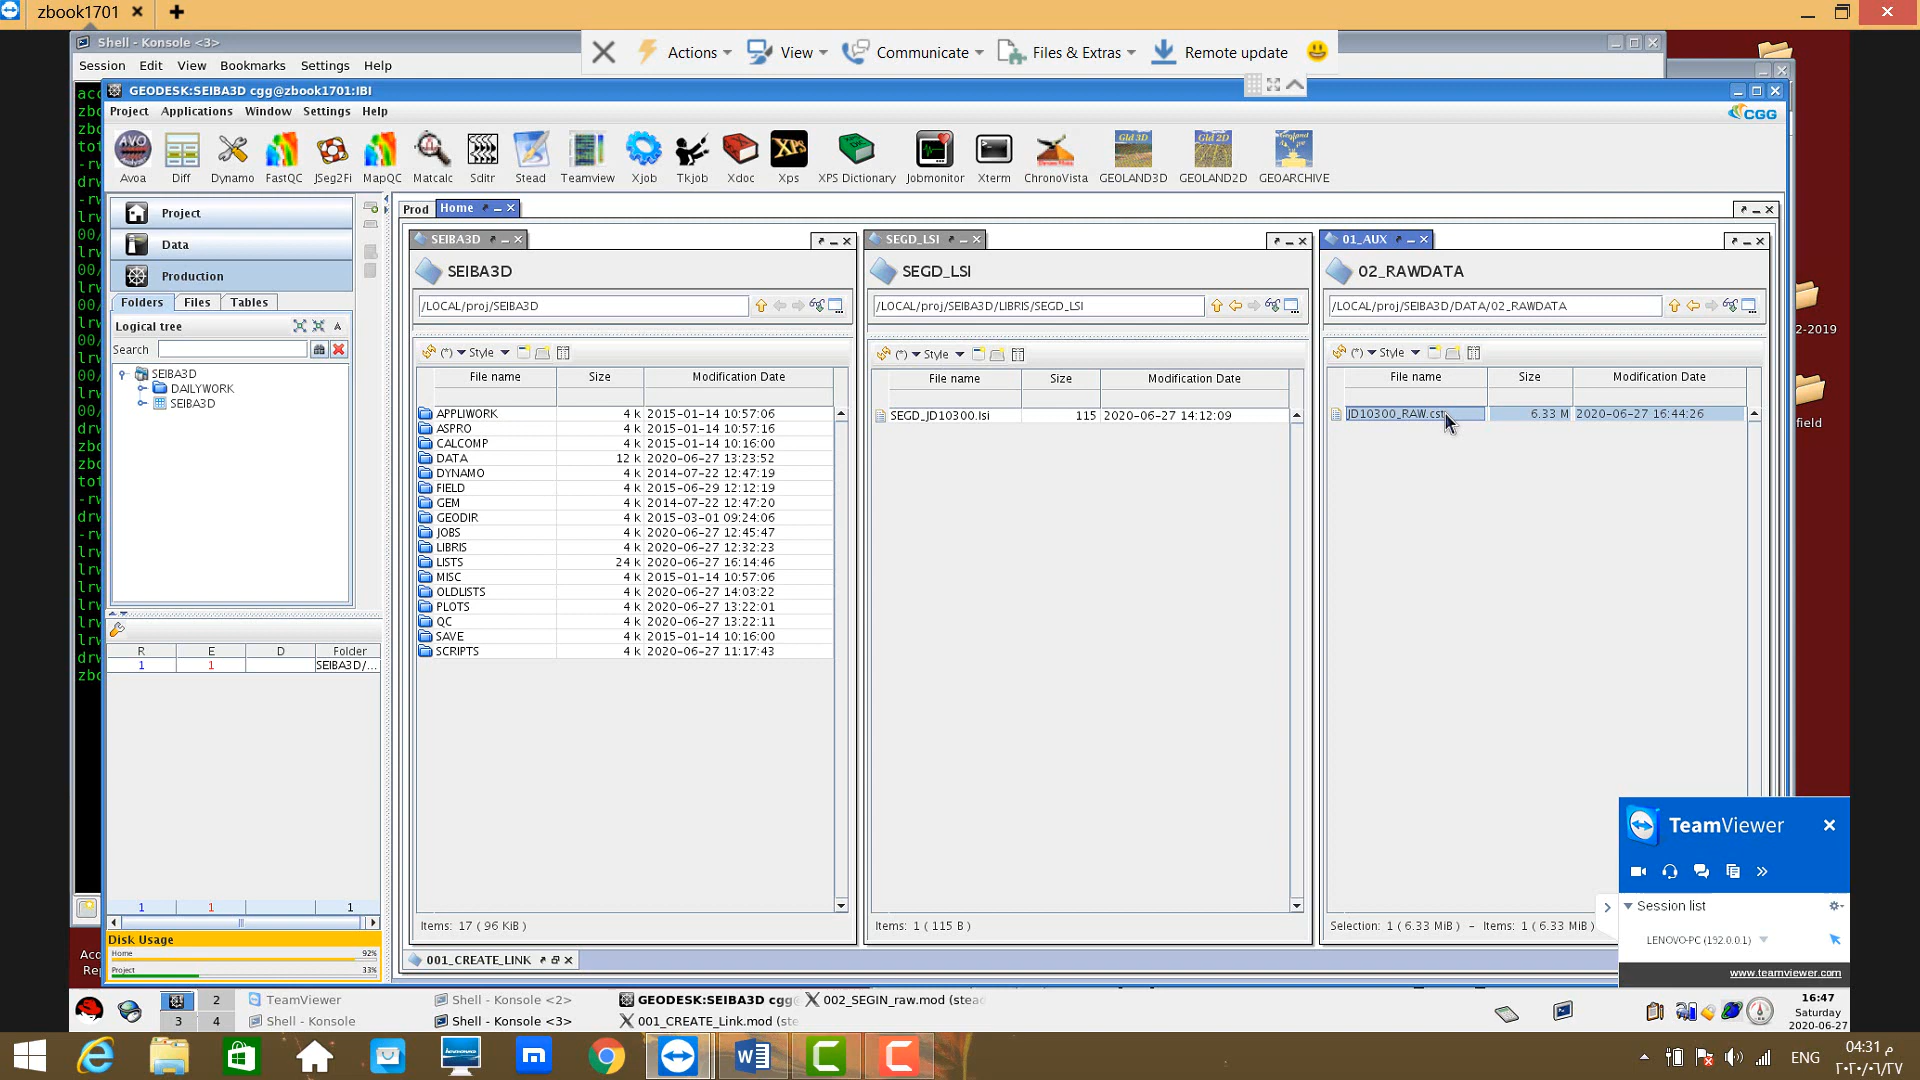 zbook1701
Shell - Konsole <3>
Session Edit View Bookmarks Settings Help
Actions View Communicate Files & Extras Remote update
GEODESK:SEIBA3D cgg@zbook1701:IBI
Project Applications Window Settings Help
CGG
Avoa Diff Dynamo FastQC JSeg2Fi MapQC Matcalc Sditr Stead Teamview Xjob Tkjob Xdoc Xps XPS Dictionary Jobmonitor Xterm ChronoVista GEOLAND3D GEOLAND2D GEOARCHIVE
Project
Data
Production
Folders Files Tables
Logical tree
Search
SEIBA3D
DAILYWORK
SEIBA3D
R E D Folder
1 1 SEIBA3D/...
1 1 1
Disk Usage
Home 92%
Project 33%
Prod Home
SEIBA3D
SEIBA3D
/LOCAL/proj/SEIBA3D
(*) Style
File name Size Modification Date
APPLIWORK 4 k 2015-01-14 10:57:06
ASPRO 4 k 2015-01-14 10:57:16
CALCOMP 4 k 2015-01-14 10:16:00
DATA 12 k 2020-06-27 13:23:52
DYNAMO 4 k 2014-07-22 12:47:19
FIELD 4 k 2015-06-29 12:12:19
GEM 4 k 2014-07-22 12:47:20
GEODIR 4 k 2015-03-01 09:24:06
JOBS 4 k 2020-06-27 12:45:47
LIBRIS 4 k 2020-06-27 12:32:23
LISTS 24 k 2020-06-27 16:14:46
MISC 4 k 2015-01-14 10:57:06
OLDLISTS 4 k 2020-06-27 14:03:22
PLOTS 4 k 2020-06-27 13:22:01
QC 4 k 2020-06-27 13:22:11
SAVE 4 k 2015-01-14 10:16:00
SCRIPTS 4 k 2020-06-27 11:17:43
Items: 17 ( 96 KiB )
SEGD_LSI
SEGD_LSI
/LOCAL/proj/SEIBA3D/LIBRIS/SEGD_LSI
(*) Style
File name Size Modification Date
SEGD_JD10300.lsi 115 2020-06-27 14:12:09
Items: 1 ( 115 B )
01_AUX
02_RAWDATA
/LOCAL/proj/SEIBA3D/DATA/02_RAWDATA
(*) Style
File name Size Modification Date
JD10300_RAW.cst 6.33 M 2020-06-27 16:44:26
Selection: 1 ( 6.33 MiB ) - Items: 1 ( 6.33 MiB )
001_CREATE_LINK
2-2019
field
TeamViewer
Session list
LENOVO-PC (192.0.0.1)
www.teamviewer.com
2 TeamViewer Shell - Konsole <2> GEODESK:SEIBA3D cgg@ 002_SEGIN_raw.mod (stead
3 4 Shell - Konsole Shell - Konsole <3> 001_CREATE_Link.mod (ste
16:47
Saturday
2020-06-27
ENG
04:31 م
٢٠٢٠/٠٦/٢٧